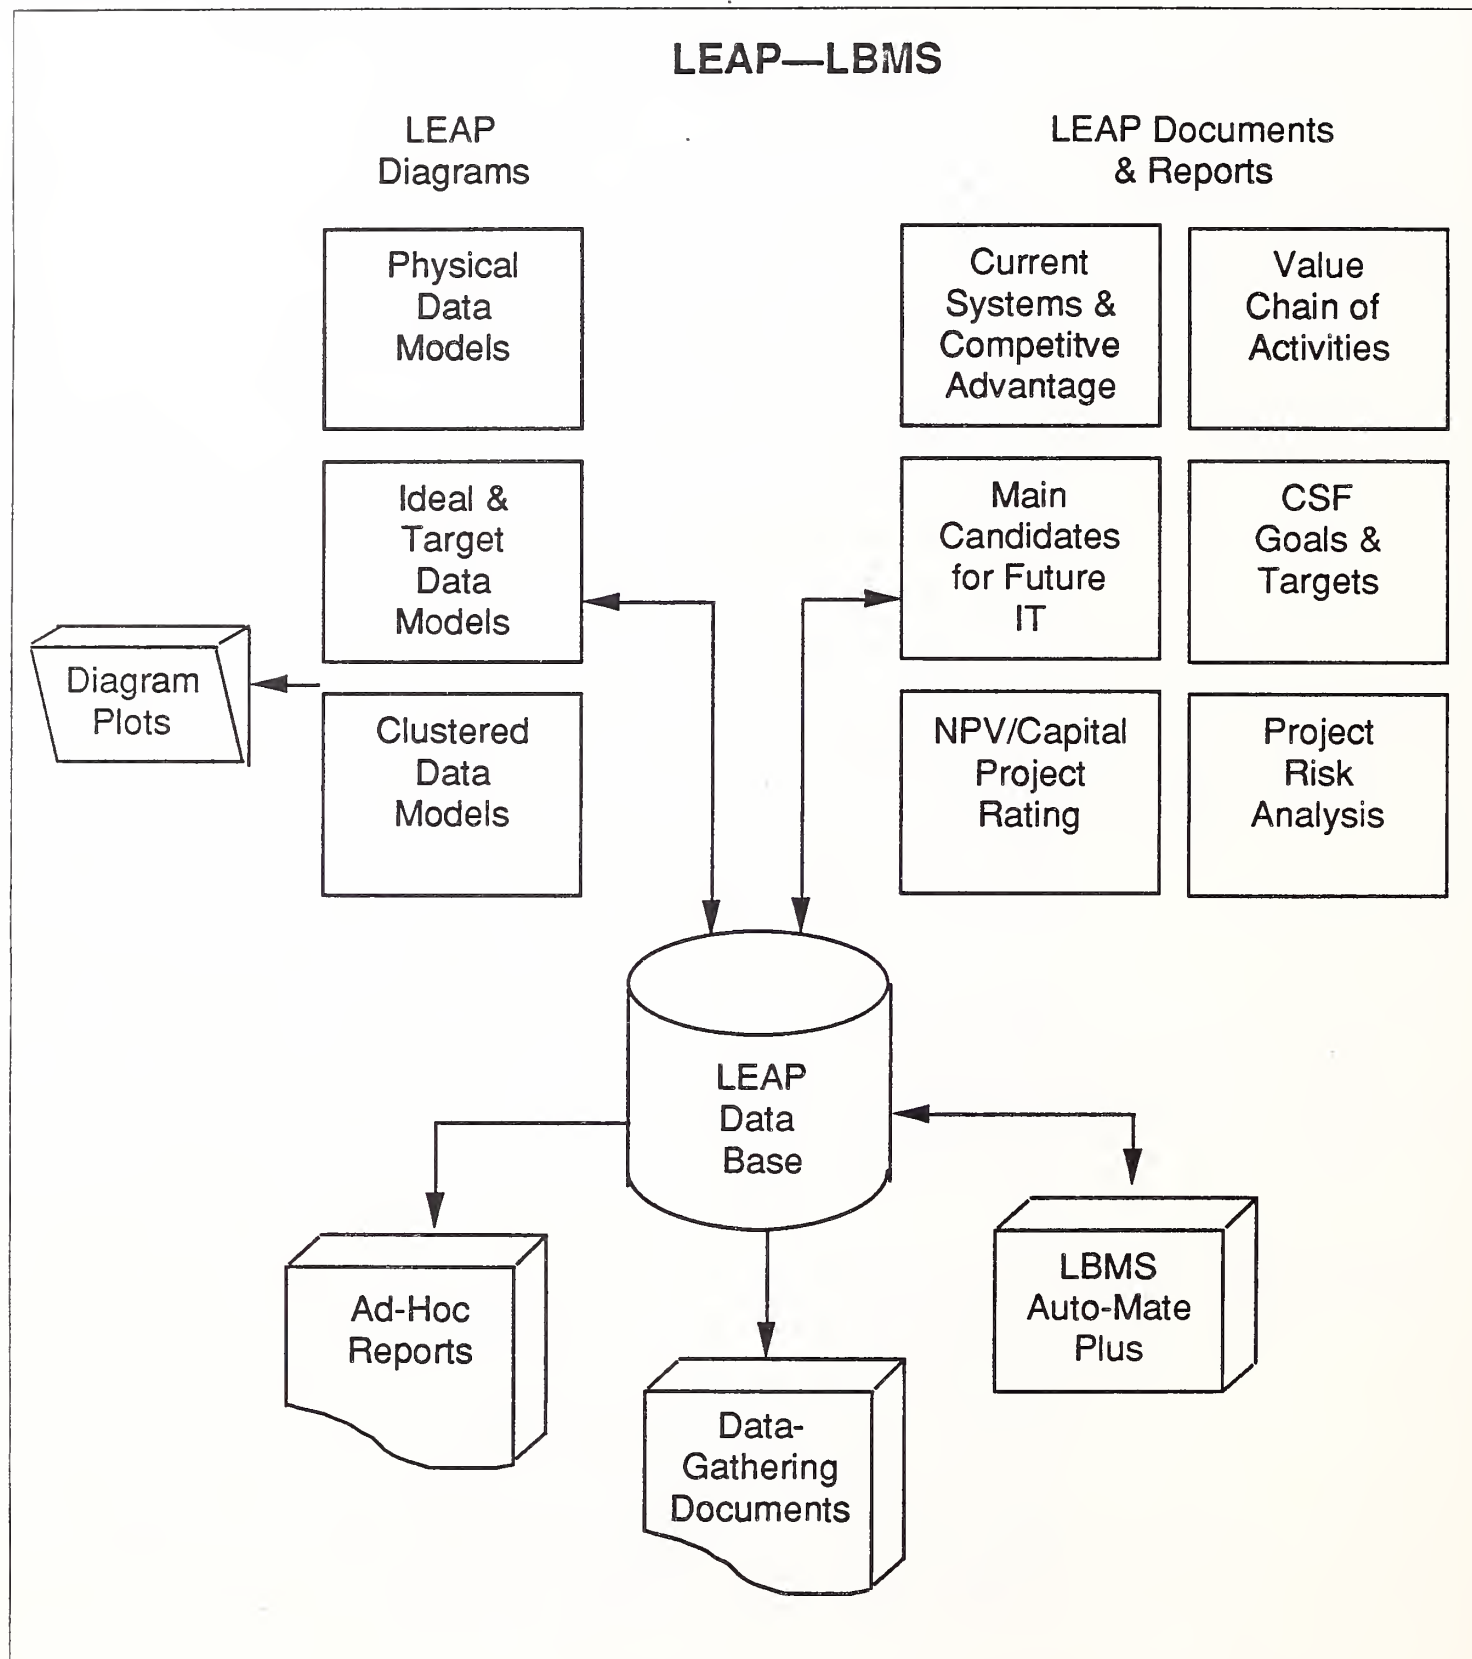 LEAP—LBMS
LEAP
Diagrams
Physical
Data
Models
Ideal &
Target
Data
Models
Diagram
Plots
Clustered
Data
Models
LEAP Documents
& Reports
Current
Systems &
Competitve
Advantage
Value
Chain of
Activities
Main
Candidates
for Future
IT
CSF
Goals &
Targets
NPV/Capital
Project
Rating
Project
Risk
Analysis
LEAP
Data
Base
Ad-Hoc
Reports
Data-
Gathering
Documents
LBMS
Auto-Mate
Plus